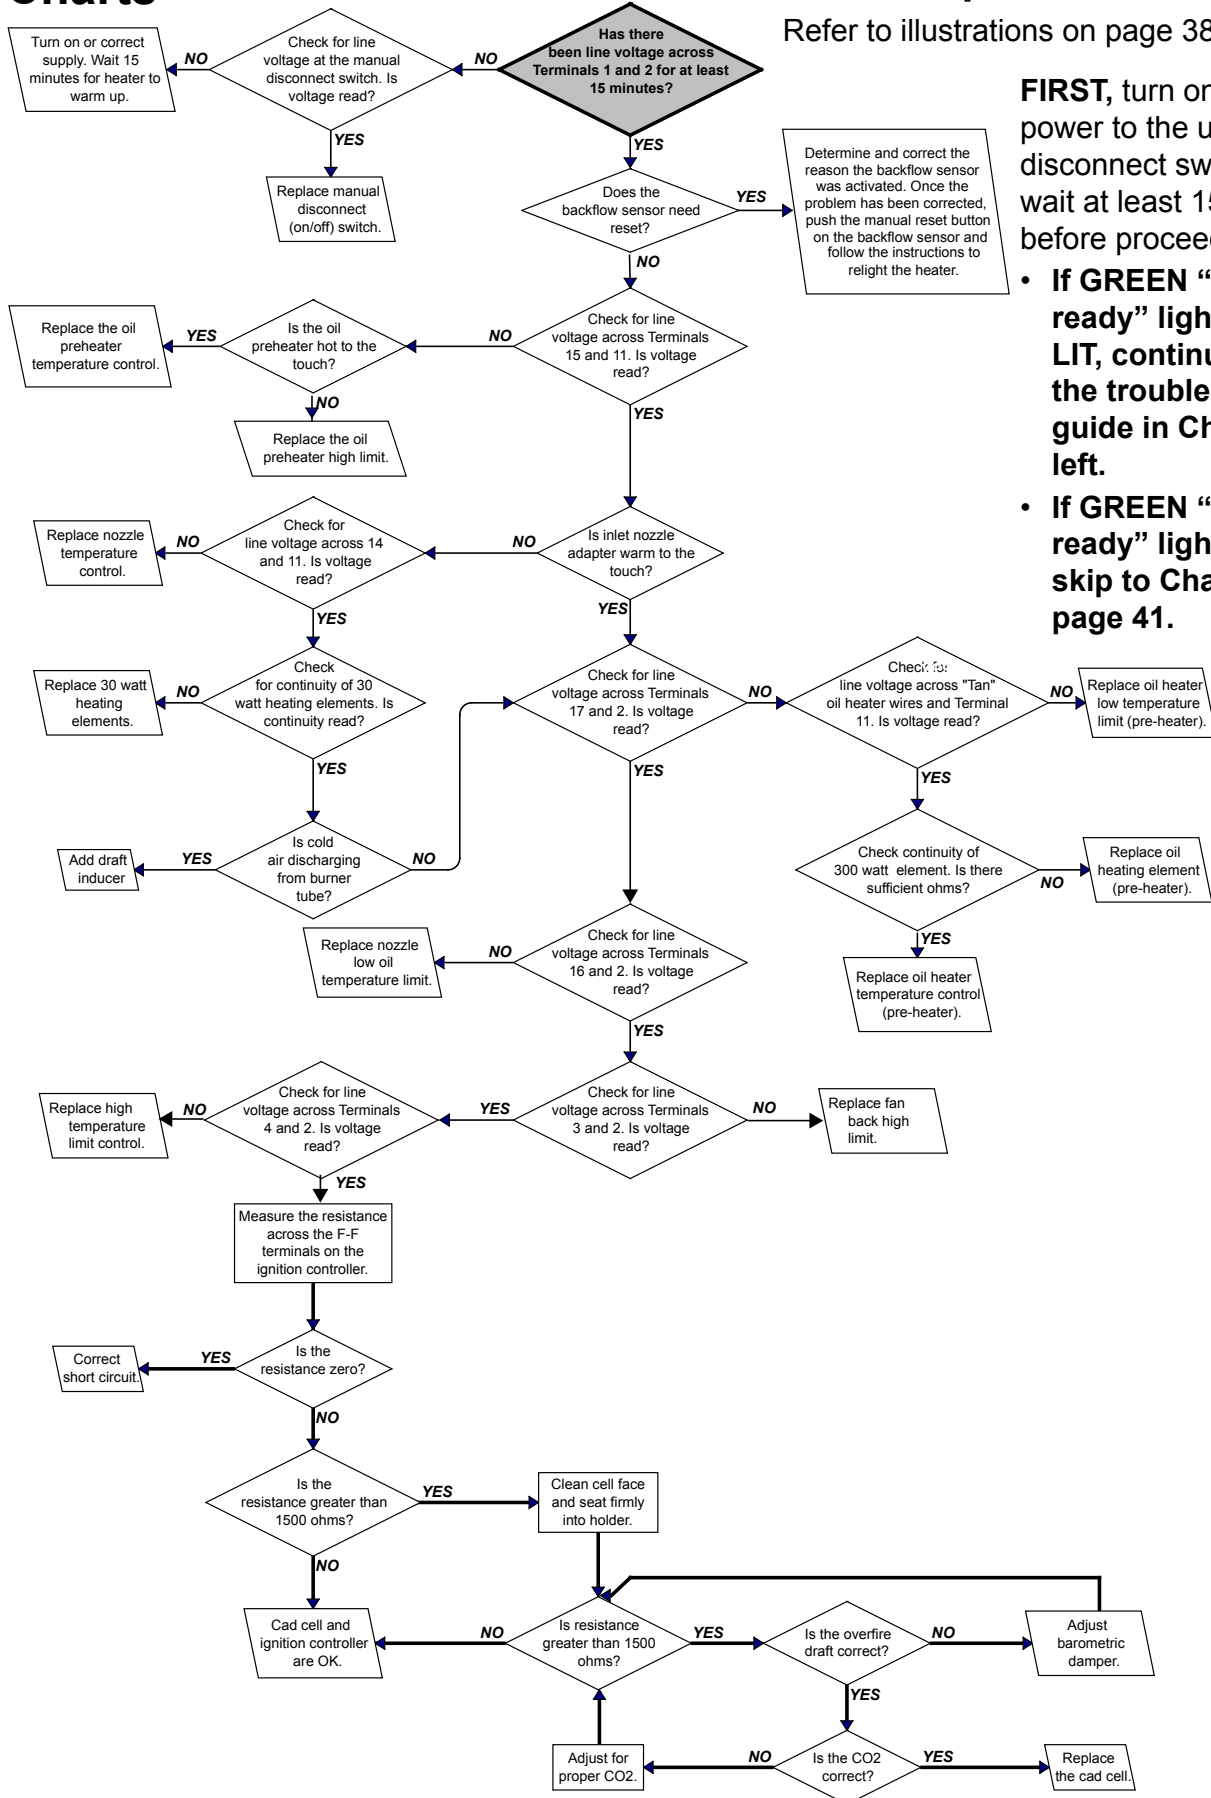 Charts
Refer to illustrations on page 38
FIRST, turn on
power to the u
disconnect sw
wait at least 15
before proceed
• If GREEN “
ready” ligh
LIT, continu
the trouble
guide in Ch
left.
• If GREEN “
ready” ligh
skip to Cha
page 41.
Has there
been line voltage across
Terminals 1 and 2 for at least
15 minutes?
NO
Check for line
voltage at the manual
disconnect switch. Is
voltage read?
NO
Turn on or correct
supply. Wait 15
minutes for heater to
warm up.
YES
Replace manual
disconnect
(on/off) switch.
YES
Does the
backflow sensor need
reset?
YES
Determine and correct the
reason the backflow sensor
was activated. Once the
problem has been corrected,
push the manual reset button
on the backflow sensor and
follow the instructions to
relight the heater.
NO
Check for line
voltage across Terminals
15 and 11. Is voltage
read?
NO
Is the oil
preheater hot to the
touch?
YES
Replace the oil
preheater
temperature control.
NO
Replace the oil
preheater high limit.
YES
Is inlet nozzle
adapter warm to the
touch?
NO
Check for
line voltage across 14
and 11. Is voltage
read?
NO
Replace nozzle
temperature
control.
YES
Check
for continuity of 30
watt heating elements. Is
continuity read?
NO
Replace 30 watt
heating
elements.
YES
Is cold
air discharging
from burner
tube?
YES
Add draft
inducer
NO
YES
Check for line
voltage across Terminals
17 and 2. Is voltage
read?
NO
Check for
line voltage across "Tan"
oil heater wires and Terminal
11. Is voltage read?
NO
Replace oil heater
low temperature
limit (pre-heater).
YES
Check continuity of
300 watt element. Is there
sufficient ohms?
NO
Replace oil
heating element
(pre-heater).
YES
Replace oil heater
temperature control
(pre-heater).
YES
Check for line
voltage across Terminals
16 and 2. Is voltage
read?
NO
Replace nozzle
low oil
temperature limit.
YES
Check for line
voltage across Terminals
3 and 2. Is voltage
read?
NO
Replace fan
back high
limit.
YES
Check for line
voltage across Terminals
4 and 2. Is voltage
read?
NO
Replace high
temperature
limit control.
YES
Measure the resistance
across the F-F
terminals on the
ignition controller.
Is the
resistance zero?
YES
Correct
short circuit.
NO
Is the
resistance greater than
1500 ohms?
YES
Clean cell face
and seat firmly
into holder.
NO
Cad cell and
ignition controller
are OK.
NO
Is resistance
greater than 1500
ohms?
YES
Is the overfire
draft correct?
NO
Adjust
barometric
damper.
YES
Is the CO2
correct?
NO
Adjust for
proper CO2.
YES
Replace
the cad cell.